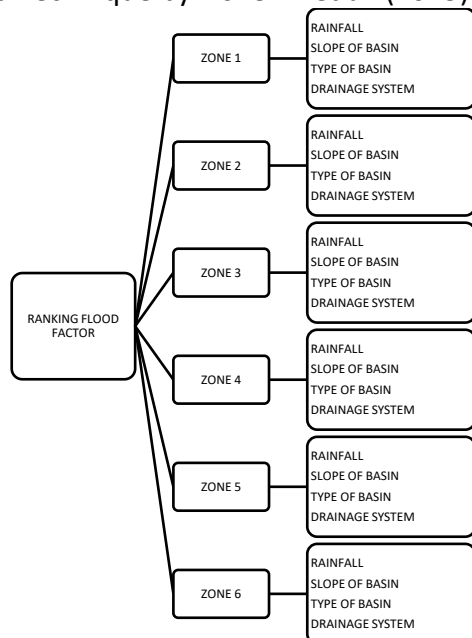 RANKING FLOOD
FACTOR
ZONE 1
RAINFALL
SLOPE OF BASIN
TYPE OF BASIN
DRAINAGE SYSTEM
ZONE 2
RAINFALL
SLOPE OF BASIN
TYPE OF BASIN
DRAINAGE SYSTEM
ZONE 3
RAINFALL
SLOPE OF BASIN
TYPE OF BASIN
DRAINAGE SYSTEM
ZONE 4
RAINFALL
SLOPE OF BASIN
TYPE OF BASIN
DRAINAGE SYSTEM
ZONE 5
RAINFALL
SLOPE OF BASIN
TYPE OF BASIN
DRAINAGE SYSTEM
ZONE 6
RAINFALL
SLOPE OF BASIN
TYPE OF BASIN
DRAINAGE SYSTEM